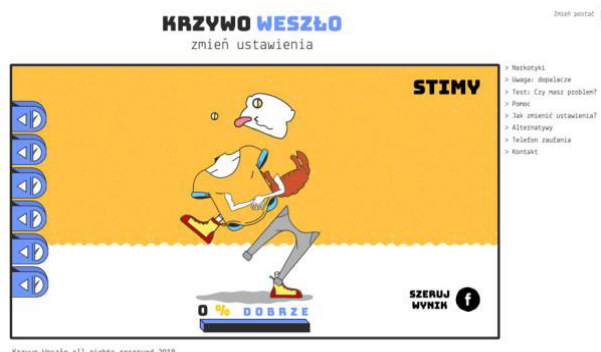 KRZYWO WESZŁO
zmień ustawienia
Zmień postać
STIMY
> Narkotyki
> Uwaga: dopalacze
> Test: Czy masz problem?
> Pomoc
> Jak zmienić ustawienia?
> Alternatywy
> Telefon zaufania
> Kontakt
SZERUJ
WYNIK
f
0 % DOBRZE
Krzywo Weszło all rights reserved 2018